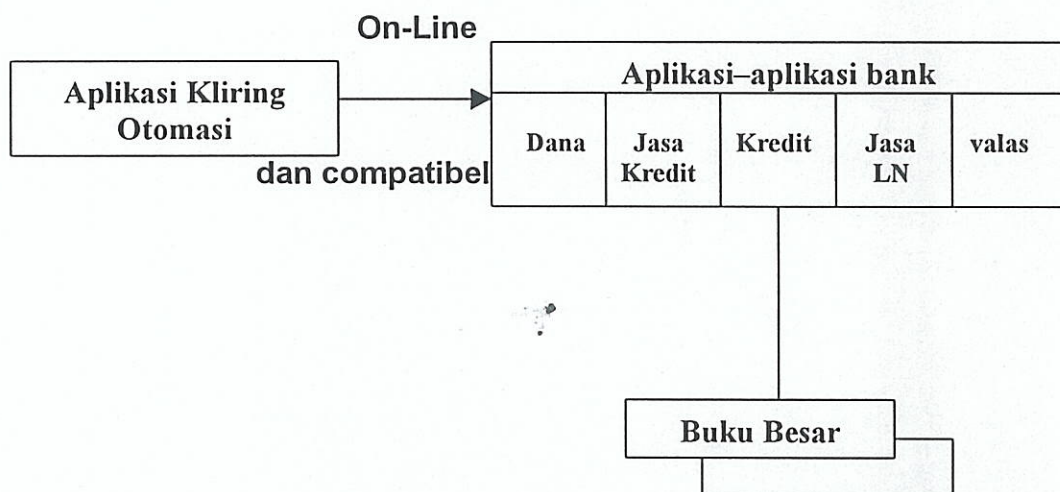 On-Line
Aplikasi Kliring
Otomasi
dan compatibel
Aplikasi–aplikasi bank
Dana
Jasa
Kredit
Kredit
Jasa
LN
valas
Buku Besar